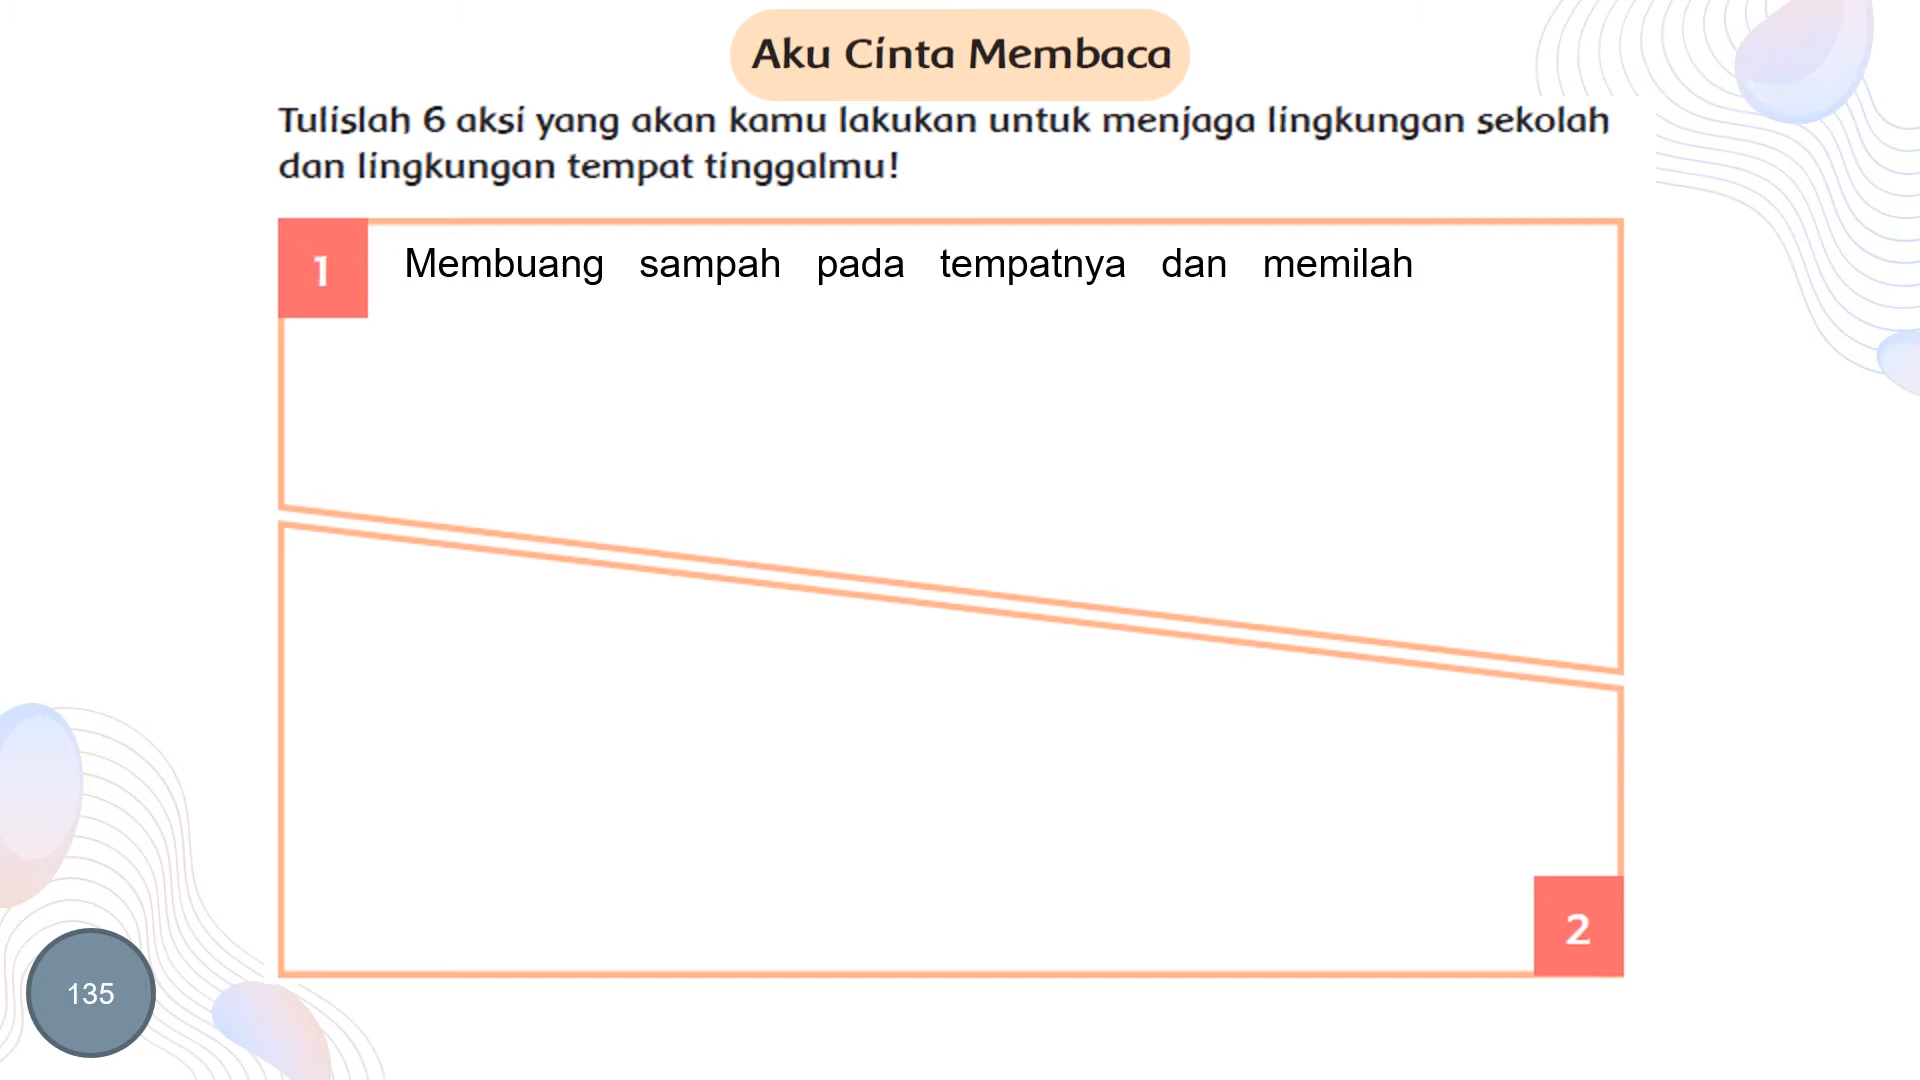 Aku Cinta Membaca
Tulislah 6 aksi yang akan kamu lakukan untuk menjaga lingkungan sekolah
dan lingkungan tempat tinggalmu!
1
Membuang sampah pada tempatnya dan memilah
2
135